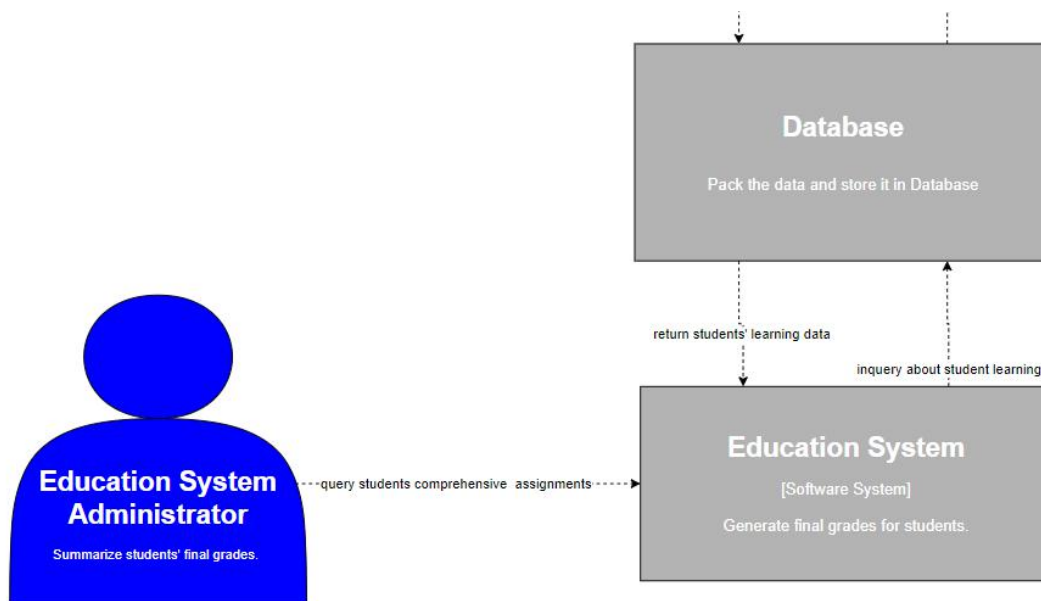 Database
Pack the data and store it in Database
return students' learning data
inquery about student learning
Education System
Administrator
Summarize students' final grades.
query students comprehensive assignments
Education System
[Software System]
Generate final grades for students.